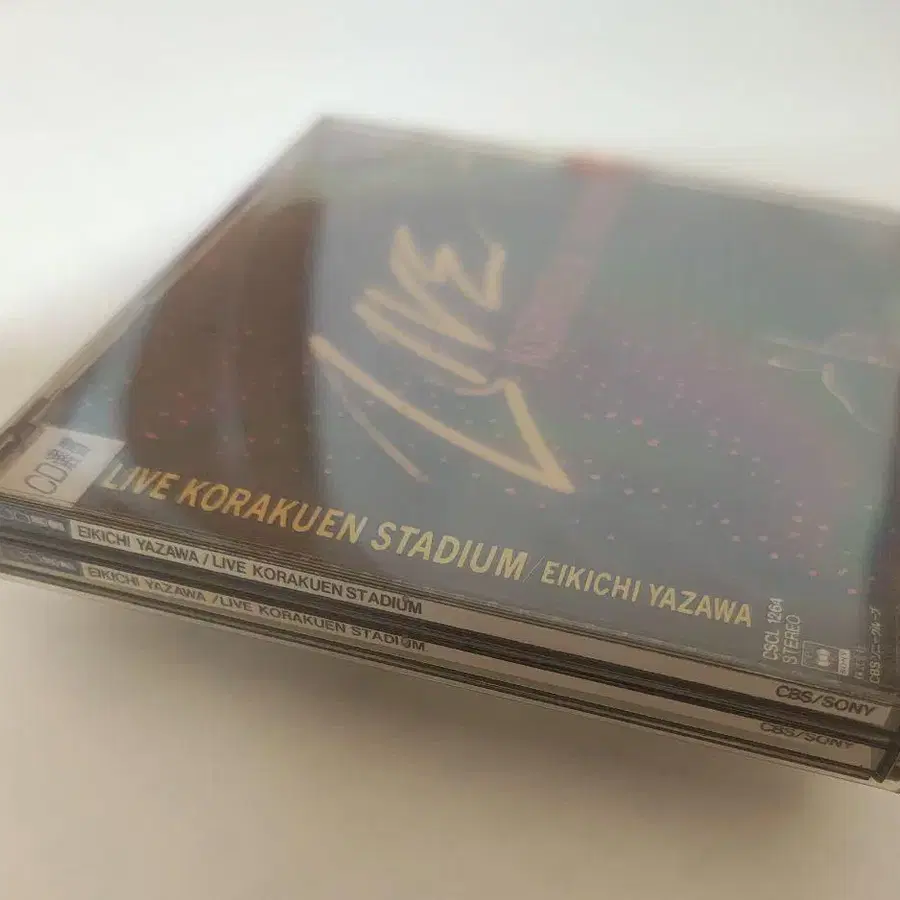 LIVE
CD
LIVE KORAKUEN STADIUM / EIKICHI YAZAWA
CSCL 1264
STEREO
EIKICHI YAZAWA / LIVE KORAKUEN STADIUM
CBS/SONY
EIKICHI YAZAWA / LIVE KORAKUEN STADIUM
CBS/SONY